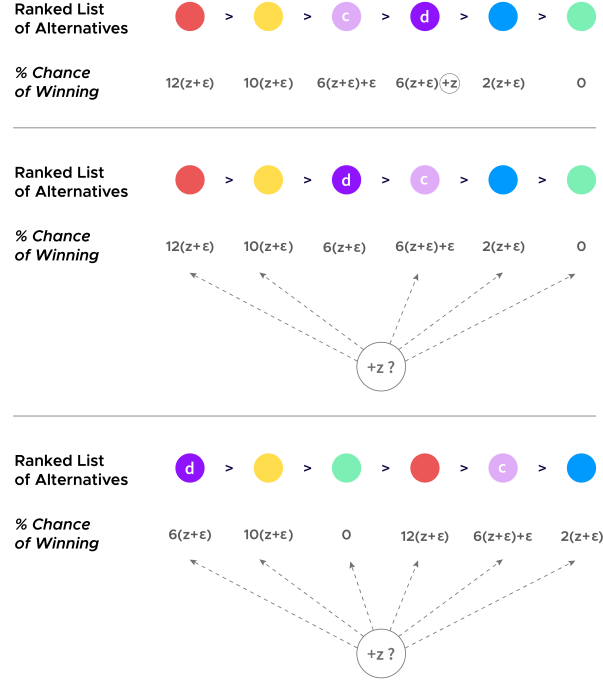 Ranked List
of Alternatives
> > c > d > >
% Chance
of Winning
12(z+ε) 10(z+ε) 6(z+ε)+ε 6(z+ε)+z 2(z+ε) 0
Ranked List
of Alternatives
> > d > c > >
% Chance
of Winning
12(z+ε) 10(z+ε) 6(z+ε) 6(z+ε)+ε 2(z+ε) 0
+z ?
Ranked List
of Alternatives
d > > > > c >
% Chance
of Winning
6(z+ε) 10(z+ε) 0 12(z+ε) 6(z+ε)+ε 2(z+ε)
+z ?